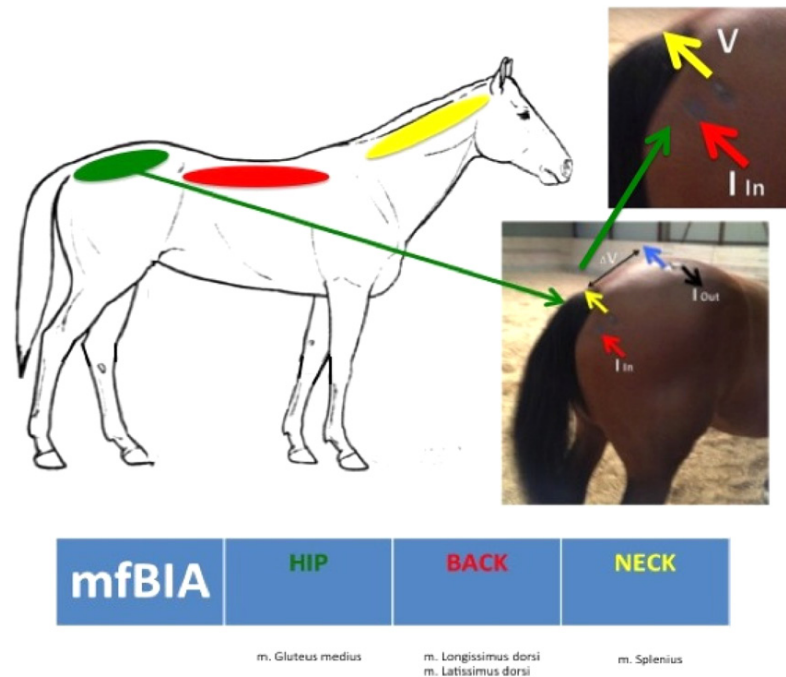 V
I In
ΔV
I Out
I In
mfBIA
HIP
BACK
NECK
m. Gluteus medius
m. Longissimus dorsi
m. Latissimus dorsi
m. Splenius